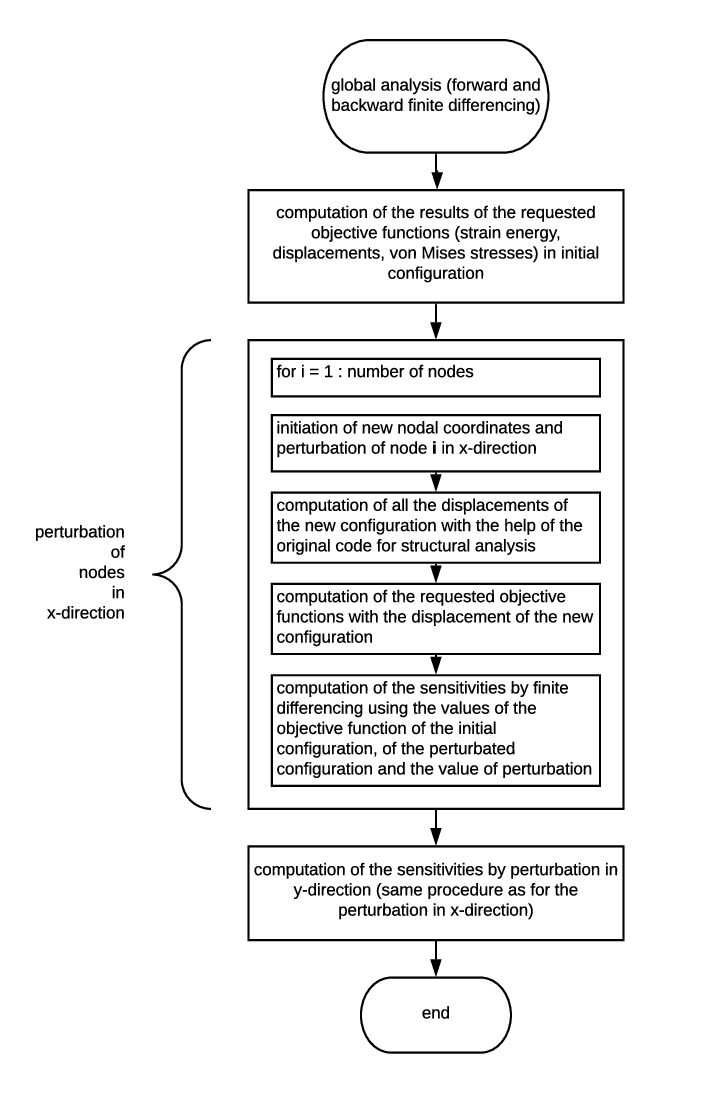 global analysis (forward and
backward finite differencing)
computation of the results of the requested
objective functions (strain energy,
displacements, von Mises stresses) in initial
configuration
perturbation
of
nodes
in
x-direction
for i = 1 : number of nodes
initiation of new nodal coordinates and
perturbation of node i in x-direction
computation of all the displacements of
the new configuration with the help of the
original code for structural analysis
computation of the requested objective
functions with the displacement of the new
configuration
computation of the sensitivities by finite
differencing using the values of the
objective function of the initial
configuration, of the perturbated
configuration and the value of perturbation
computation of the sensitivities by perturbation in
y-direction (same procedure as for the
perturbation in x-direction)
end